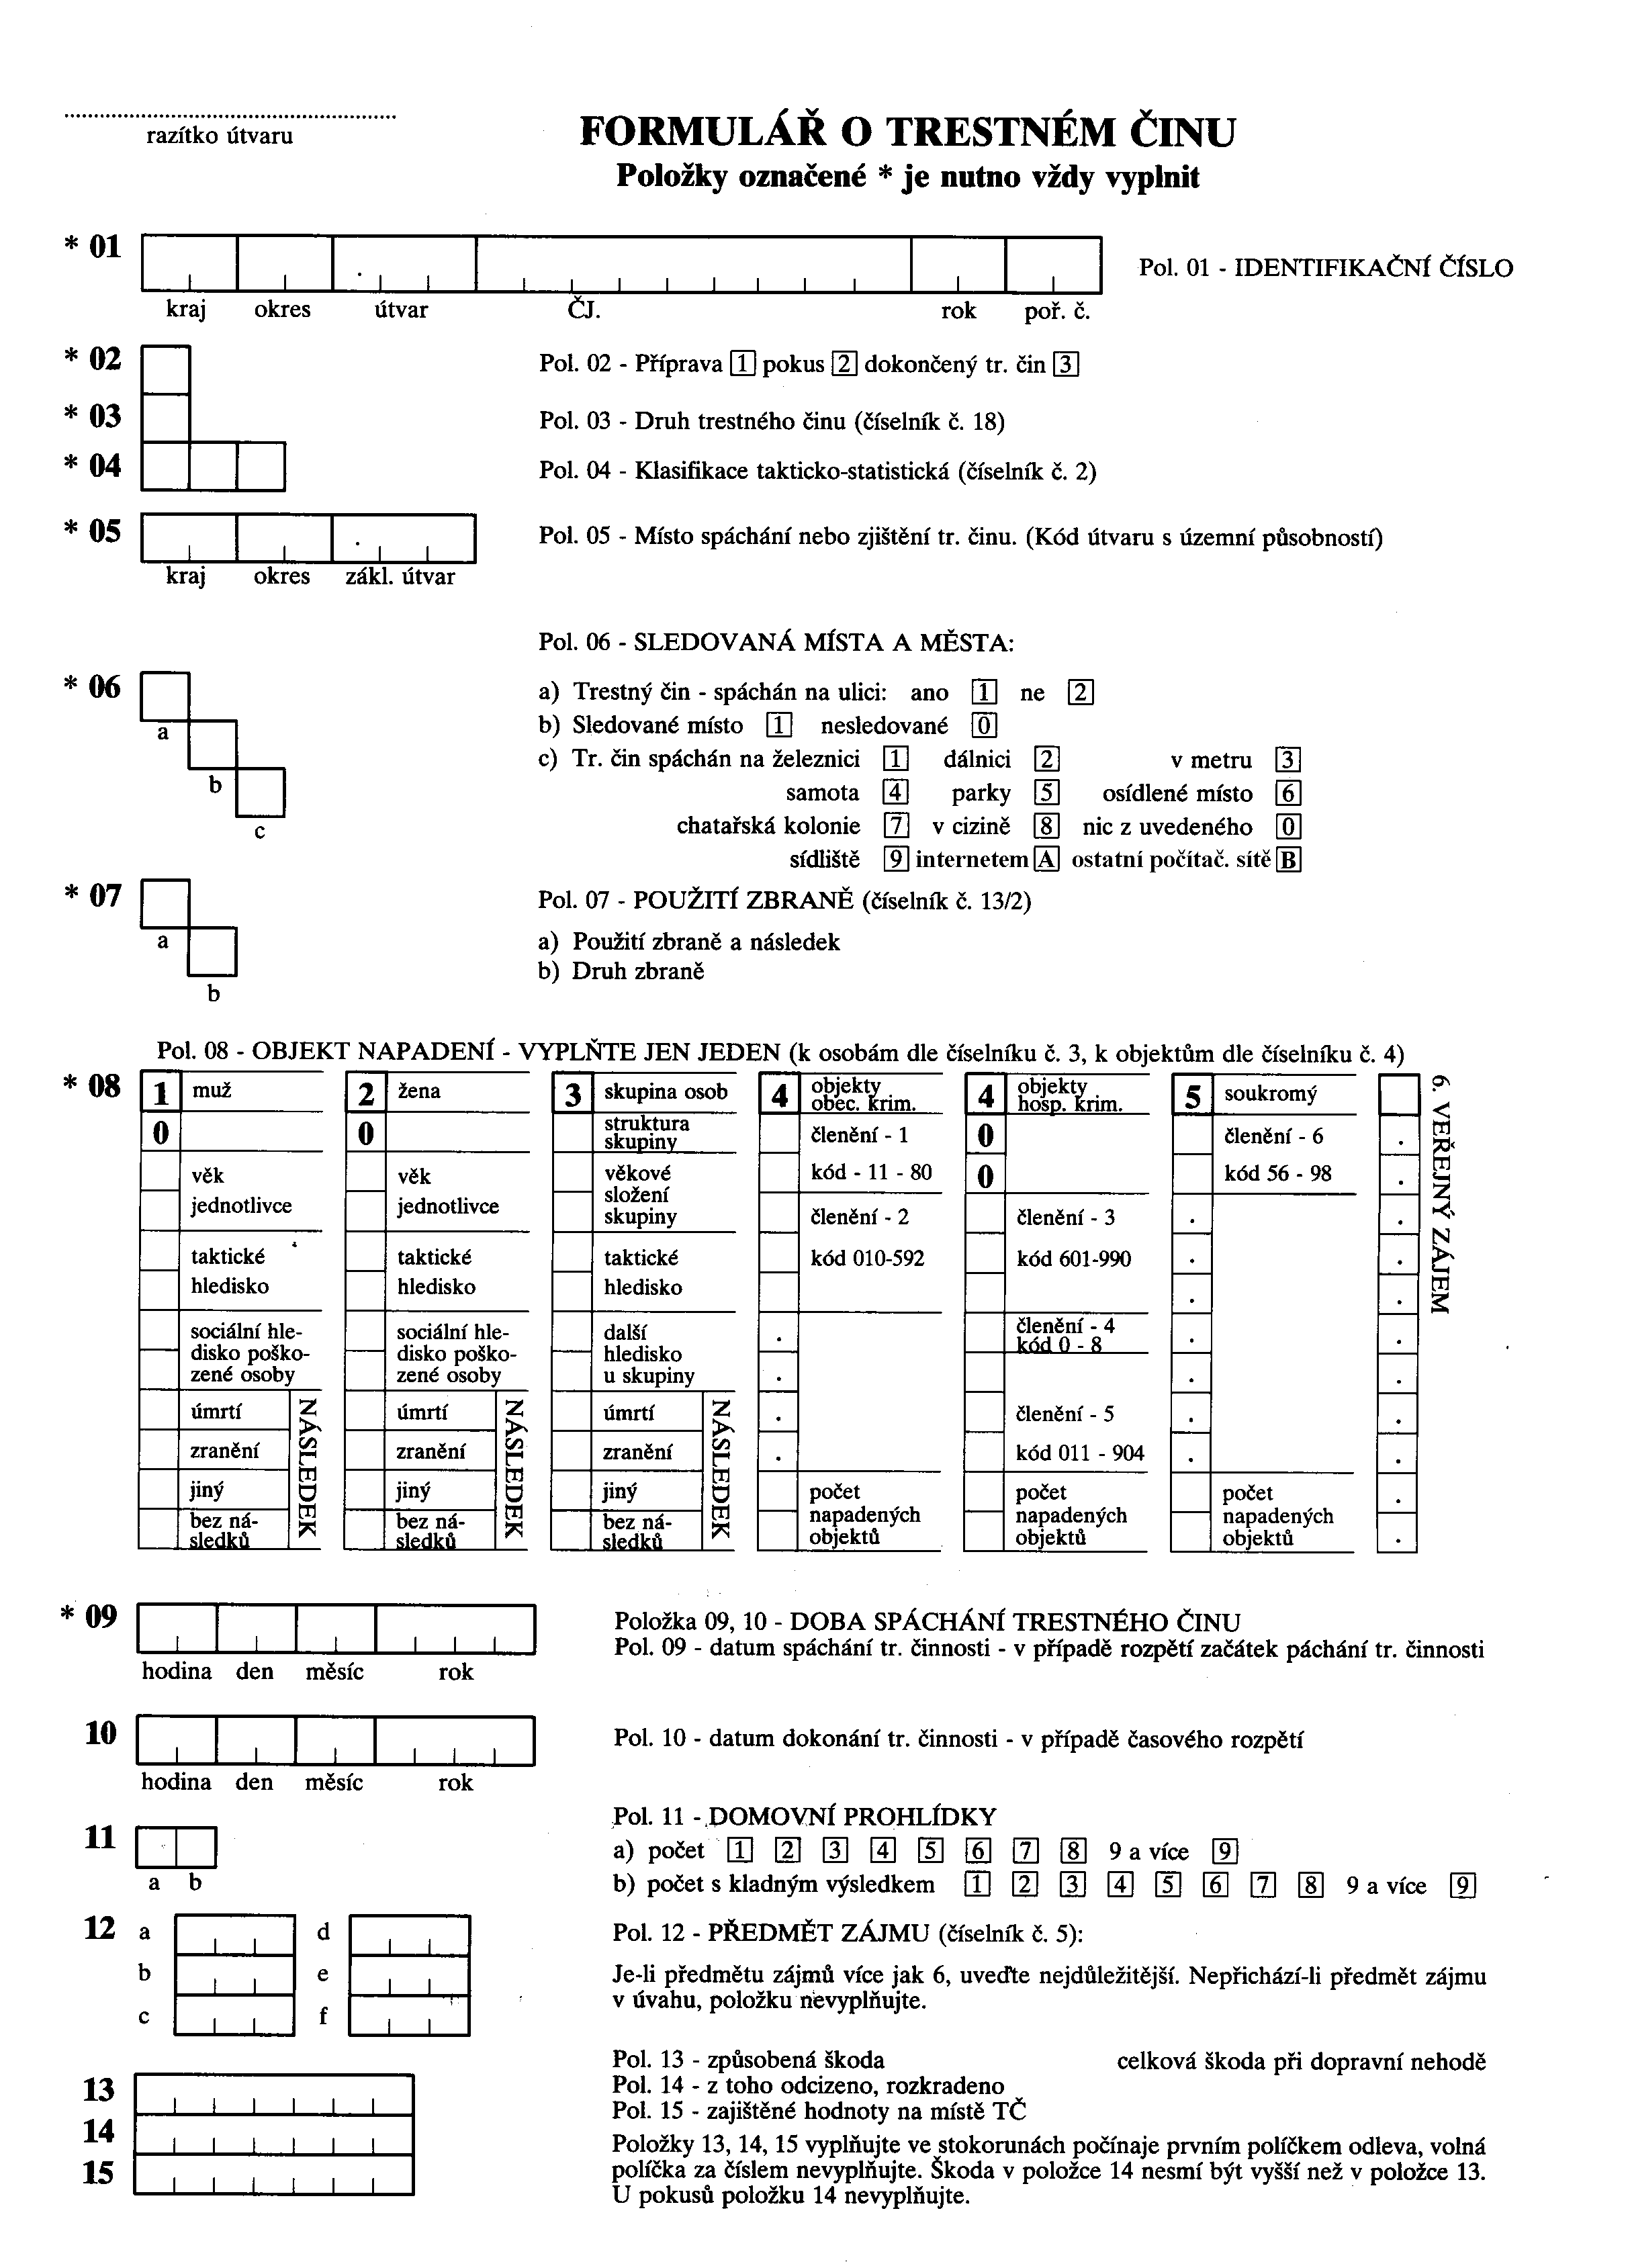 razítko útvaru
FORMULÁŘ O TRESTNÉM ČINU
Položky označené * je nutno vždy vyplnit
* 01
Pol. 01 - IDENTIFIKAČNÍ ČÍSLO
kraj okres útvar ČJ. rok poř. č.
* 02
Pol. 02 - Příprava 1 pokus 2 dokončený tr. čin 3
* 03
Pol. 03 - Druh trestného činu (číselník č. 18)
* 04
Pol. 04 - Klasifikace takticko-statistická (číselník č. 2)
* 05
Pol. 05 - Místo spáchání nebo zjištění tr. činu. (Kód útvaru s územní působností)
kraj okres zákl. útvar
Pol. 06 - SLEDOVANÁ MÍSTA A MĚSTA:
* 06
a
b
c
a) Trestný čin - spáchán na ulici: ano 1 ne 2
b) Sledované místo 1 nesledované 0
c) Tr. čin spáchán na železnici 1 dálnici 2 v metru 3
samota 4 parky 5 osídlené místo 6
chatařská kolonie 7 v cizině 8 nic z uvedeného 0
sídliště 9 internetem A ostatní počítač. sítě B
* 07
a
b
Pol. 07 - POUŽITÍ ZBRANĚ (číselník č. 13/2)
a) Použití zbraně a následek
b) Druh zbraně
Pol. 08 - OBJEKT NAPADENÍ - VYPLŇTE JEN JEDEN (k osobám dle číselníku č. 3, k objektům dle číselníku č. 4)
* 08
1 muž
0
věk
jednotlivce
taktické
hledisko
sociální hle-
disko poško-
zené osoby
úmrtí
zranění
jiný
bez ná-
sledků
NÁSLEDEK
2 žena
0
věk
jednotlivce
taktické
hledisko
sociální hle-
disko poško-
zené osoby
úmrtí
zranění
jiný
bez ná-
sledků
NÁSLEDEK
3 skupina osob
struktura
skupiny
věkové
složení
skupiny
taktické
hledisko
další
hledisko
u skupiny
úmrtí
zranění
jiný
bez ná-
sledků
NÁSLEDEK
4 objekty
obec. krim.
členění - 1
kód - 11 - 80
členění - 2
kód 010-592
počet
napadených
objektů
4 objekty
hosp. krim.
0
0
členění - 3
kód 601-990
členění - 4
kód 0 - 8
členění - 5
kód 011 - 904
počet
napadených
objektů
5 soukromý
členění - 6
kód 56 - 98
počet
napadených
objektů
6. VEŘEJNÝ ZÁJEM
* 09
hodina den měsíc rok
Položka 09, 10 - DOBA SPÁCHÁNÍ TRESTNÉHO ČINU
Pol. 09 - datum spáchání tr. činnosti - v případě rozpětí začátek páchání tr. činnosti
10
hodina den měsíc rok
Pol. 10 - datum dokonání tr. činnosti - v případě časového rozpětí
11
a b
Pol. 11 - DOMOVNÍ PROHLÍDKY
a) počet 1 2 3 4 5 6 7 8 9 a více 9
b) počet s kladným výsledkem 1 2 3 4 5 6 7 8 9 a více 9
12 a d
b e
c f
Pol. 12 - PŘEDMĚT ZÁJMU (číselník č. 5):
Je-li předmětu zájmů více jak 6, uveďte nejdůležitější. Nepřichází-li předmět zájmu
v úvahu, položku nevyplňujte.
13
14
15
Pol. 13 - způsobená škoda celková škoda při dopravní nehodě
Pol. 14 - z toho odcizeno, rozkradeno
Pol. 15 - zajištěné hodnoty na místě TČ
Položky 13, 14, 15 vyplňujte ve stokorunách počínaje prvním políčkem odleva, volná
políčka za číslem nevyplňujte. Škoda v položce 14 nesmí být vyšší než v položce 13.
U pokusů položku 14 nevyplňujte.